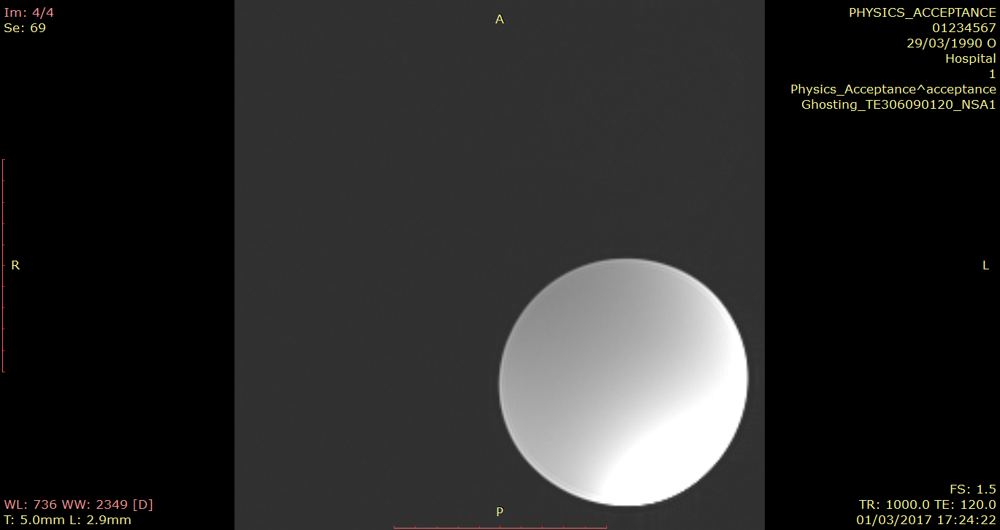 Im: 4/4
Se: 69
A
PHYSICS_ACCEPTANCE
01234567
29/03/1990 O
Hospital
1
Physics_Acceptance^acceptance
Ghosting_TE306090120_NSA1
R
L
WL: 736 WW: 2349 [D]
T: 5.0mm L: 2.9mm
P
FS: 1.5
TR: 1000.0 TE: 120.0
01/03/2017 17:24:22